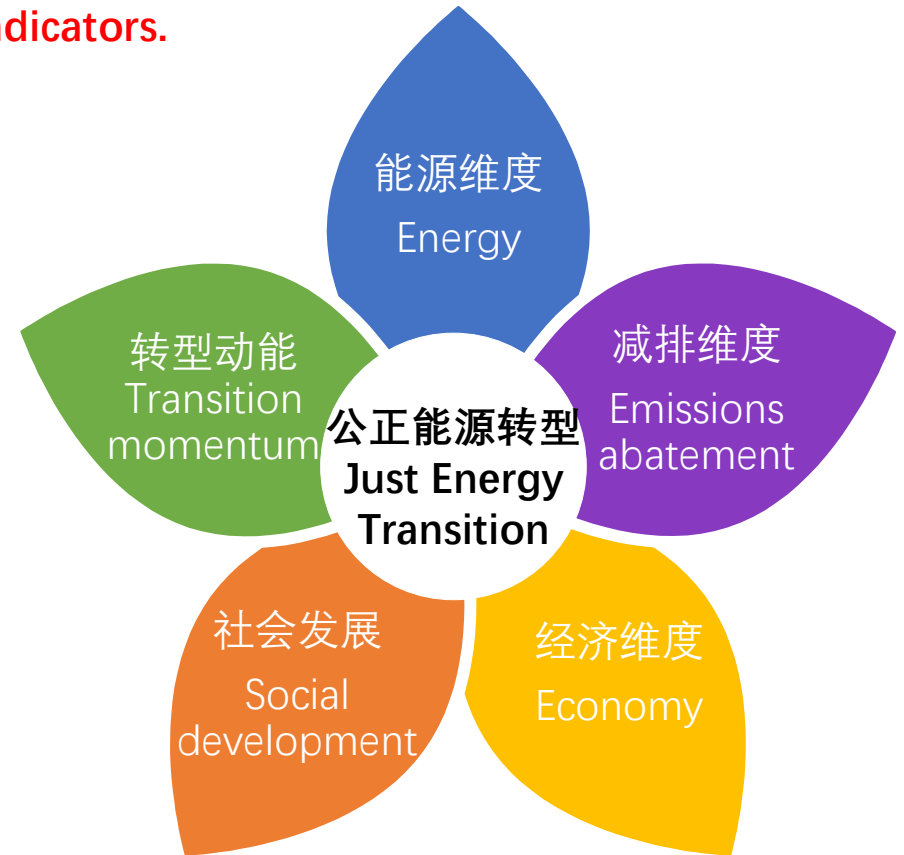 ndicators.
能源维度
Energy
减排维度
Emissions
abatement
转型动能
Transition
momentum
公正能源转型
Just Energy
Transition
社会发展
Social
development
经济维度
Economy